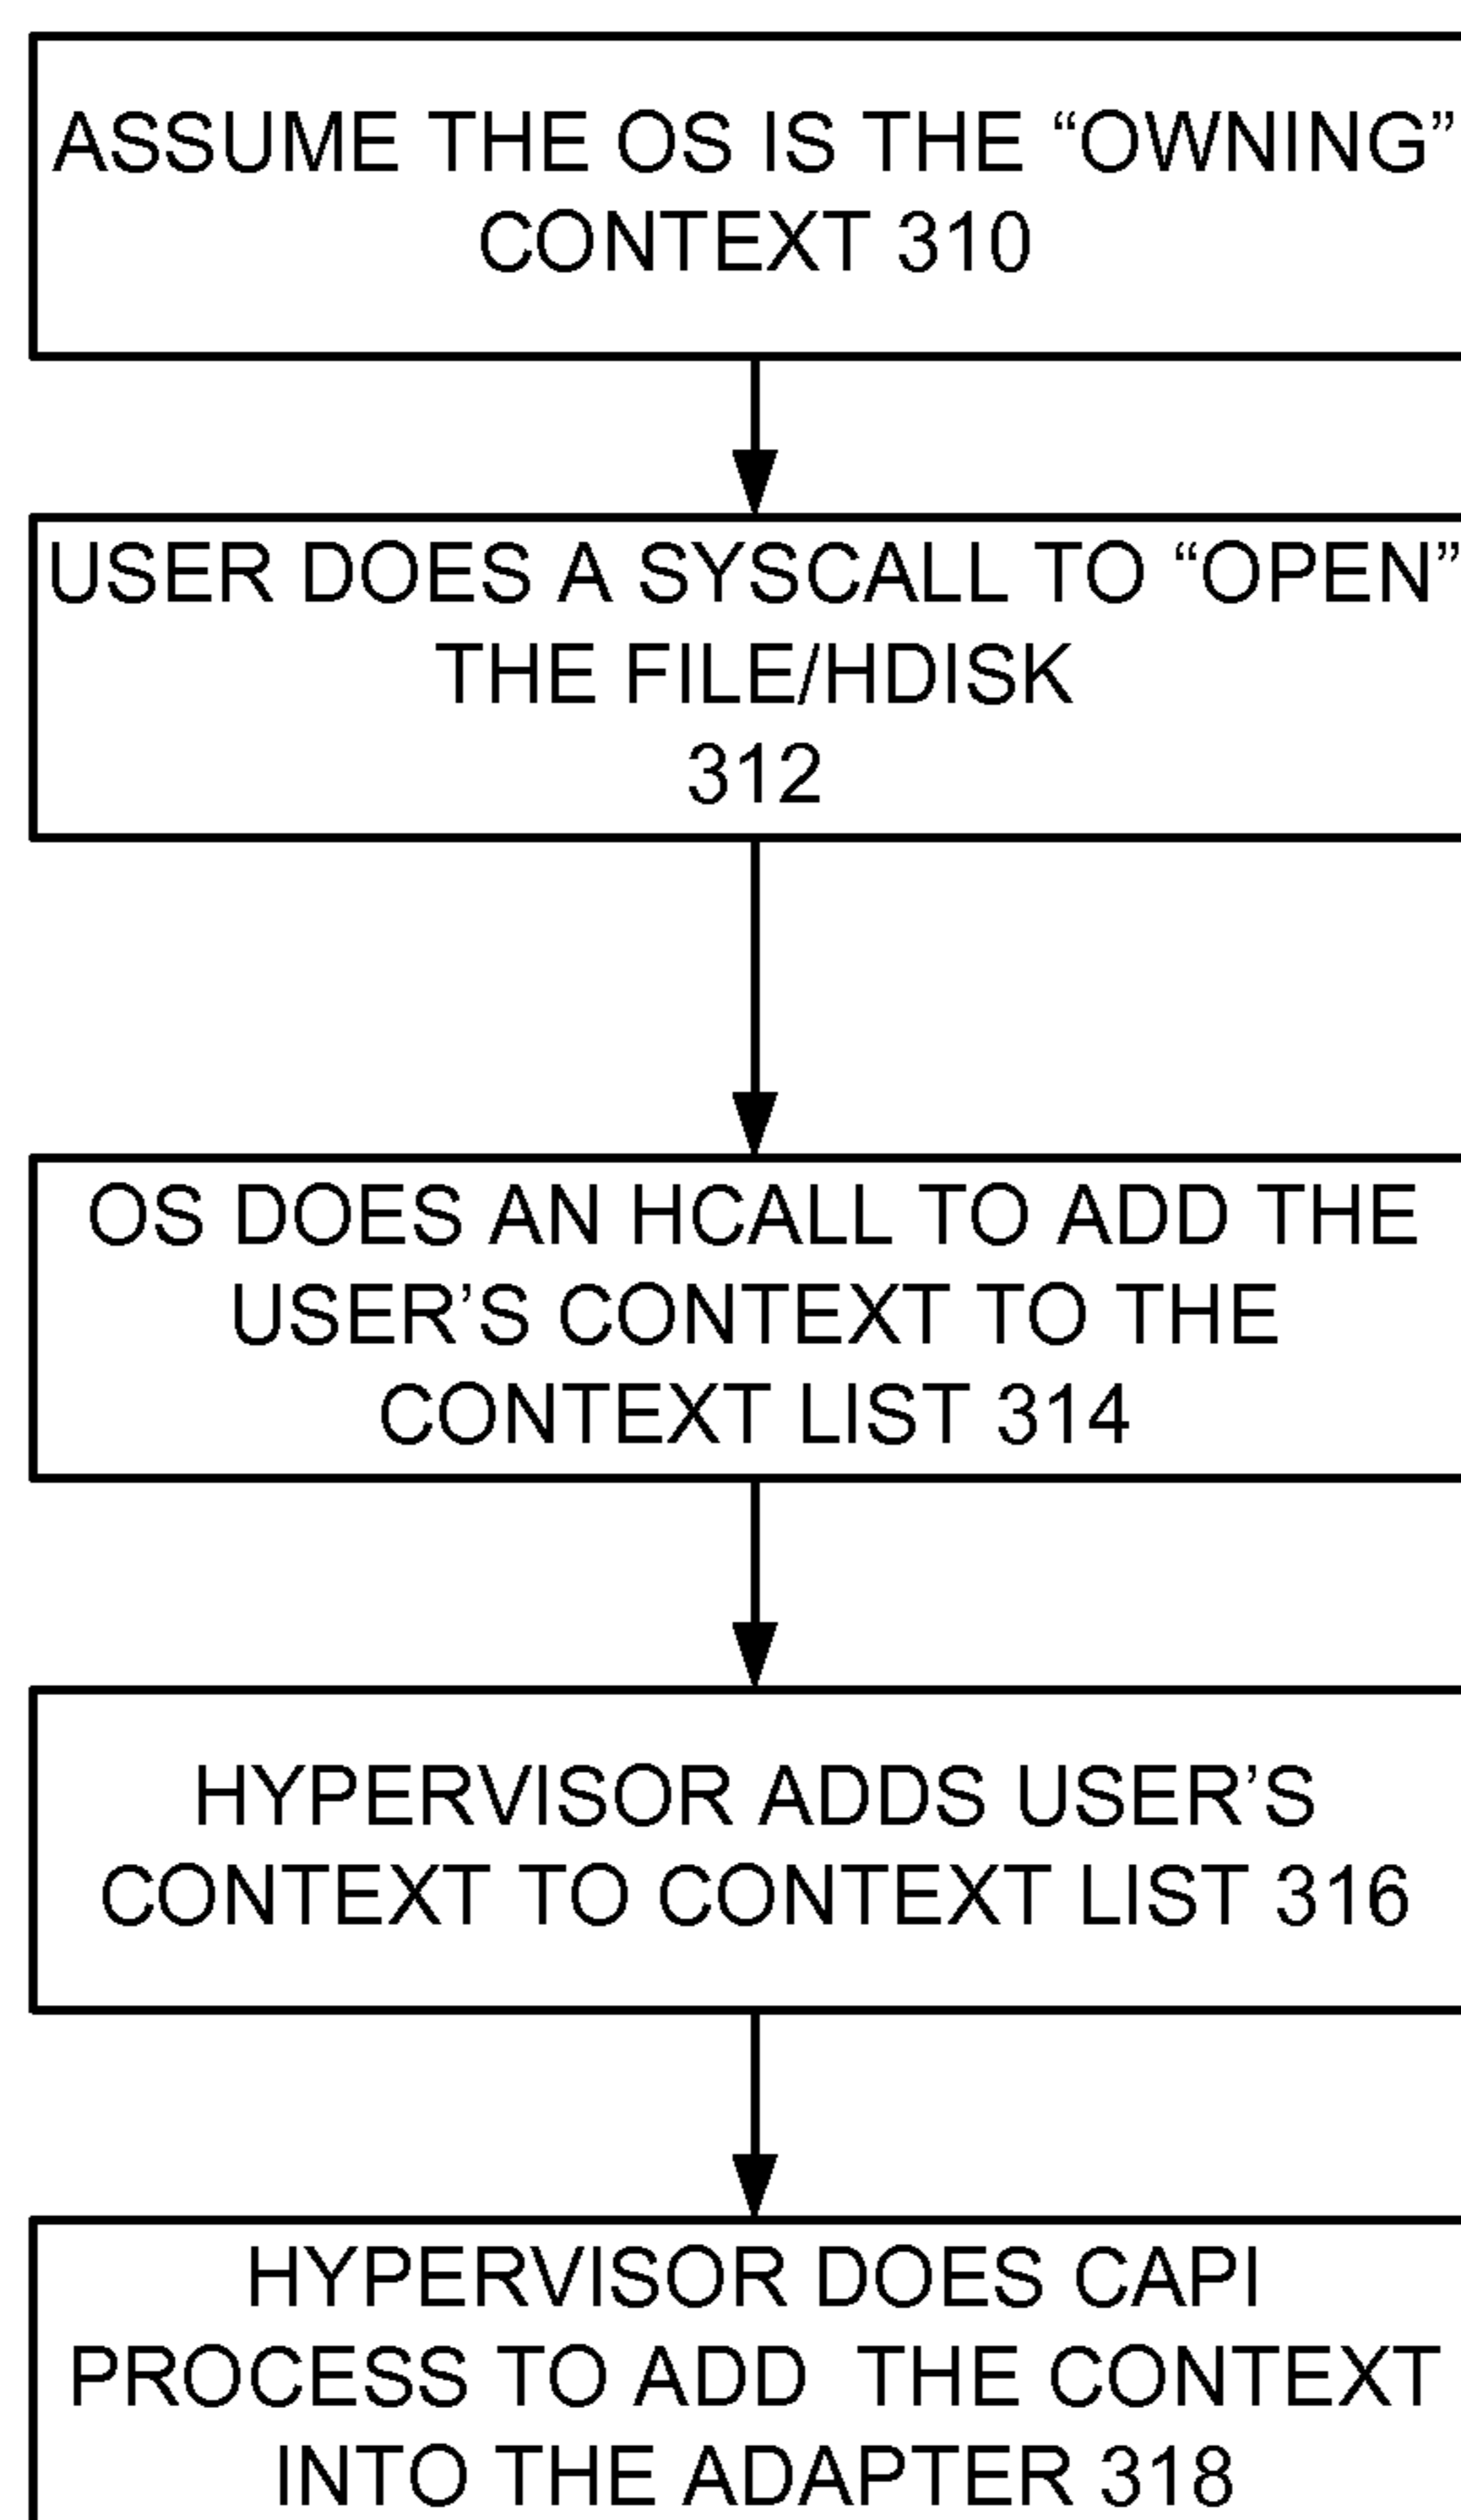 ASSUME THE OS IS THE “OWNING”
CONTEXT 310
USER DOES A SYSCALL TO “OPEN”
THE FILE/HDISK
312
OS DOES AN HCALL TO ADD THE
USER’S CONTEXT TO THE
CONTEXT LIST 314
HYPERVISOR ADDS USER’S
CONTEXT TO CONTEXT LIST 316
HYPERVISOR DOES CAPI
PROCESS TO ADD THE CONTEXT
INTO THE ADAPTER 318